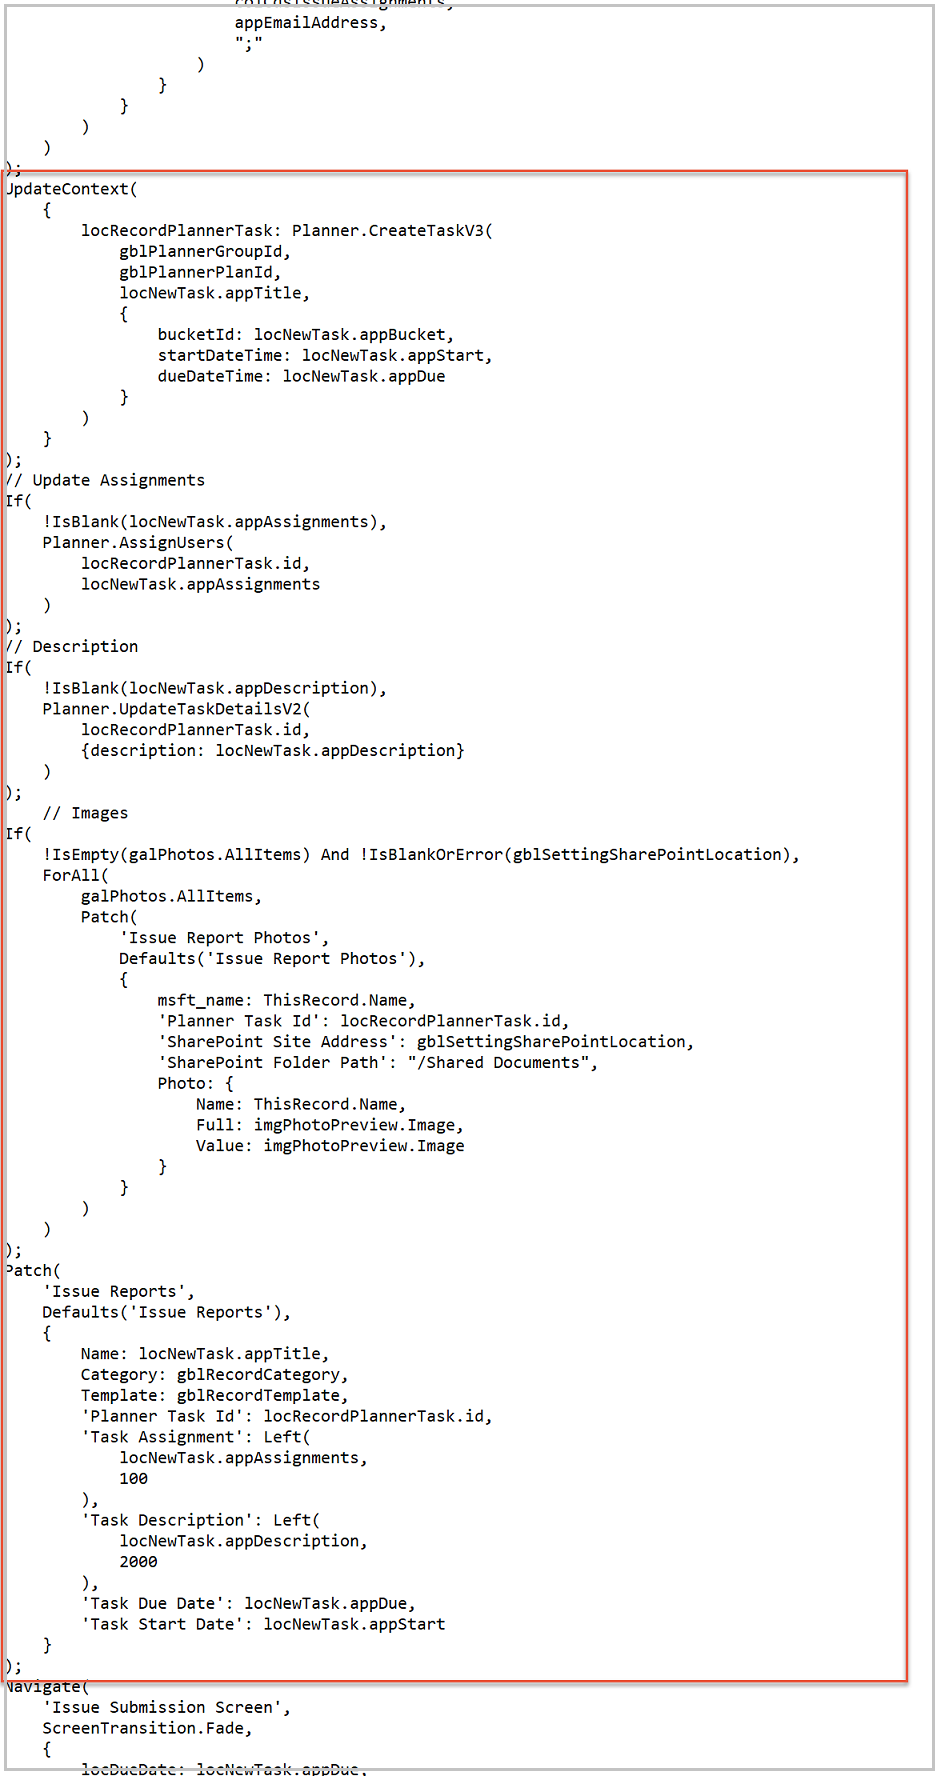 appEmailAddress,
";"
)
}
}
)
)
);
UpdateContext(
{
locRecordPlannerTask: Planner.CreateTaskV3(
gblPlannerGroupId,
gblPlannerPlanId,
locNewTask.appTitle,
{
bucketId: locNewTask.appBucket,
startDateTime: locNewTask.appStart,
dueDateTime: locNewTask.appDue
}
)
}
);
// Update Assignments
If(
!IsBlank(locNewTask.appAssignments),
Planner.AssignUsers(
locRecordPlannerTask.id,
locNewTask.appAssignments
)
);
// Description
If(
!IsBlank(locNewTask.appDescription),
Planner.UpdateTaskDetailsV2(
locRecordPlannerTask.id,
{description: locNewTask.appDescription}
)
);
// Images
If(
!IsEmpty(galPhotos.AllItems) And !IsBlankOrError(gblSettingSharePointLocation),
ForAll(
galPhotos.AllItems,
Patch(
'Issue Report Photos',
Defaults('Issue Report Photos'),
{
msft_name: ThisRecord.Name,
'Planner Task Id': locRecordPlannerTask.id,
'SharePoint Site Address': gblSettingSharePointLocation,
'SharePoint Folder Path': "/Shared Documents",
Photo: {
Name: ThisRecord.Name,
Full: imgPhotoPreview.Image,
Value: imgPhotoPreview.Image
}
}
)
)
);
Patch(
'Issue Reports',
Defaults('Issue Reports'),
{
Name: locNewTask.appTitle,
Category: gblRecordCategory,
Template: gblRecordTemplate,
'Planner Task Id': locRecordPlannerTask.id,
'Task Assignment': Left(
locNewTask.appAssignments,
100
),
'Task Description': Left(
locNewTask.appDescription,
2000
),
'Task Due Date': locNewTask.appDue,
'Task Start Date': locNewTask.appStart
}
);
Navigate(
'Issue Submission Screen',
ScreenTransition.Fade,
{
locDueDate: locNewTask.appDue,